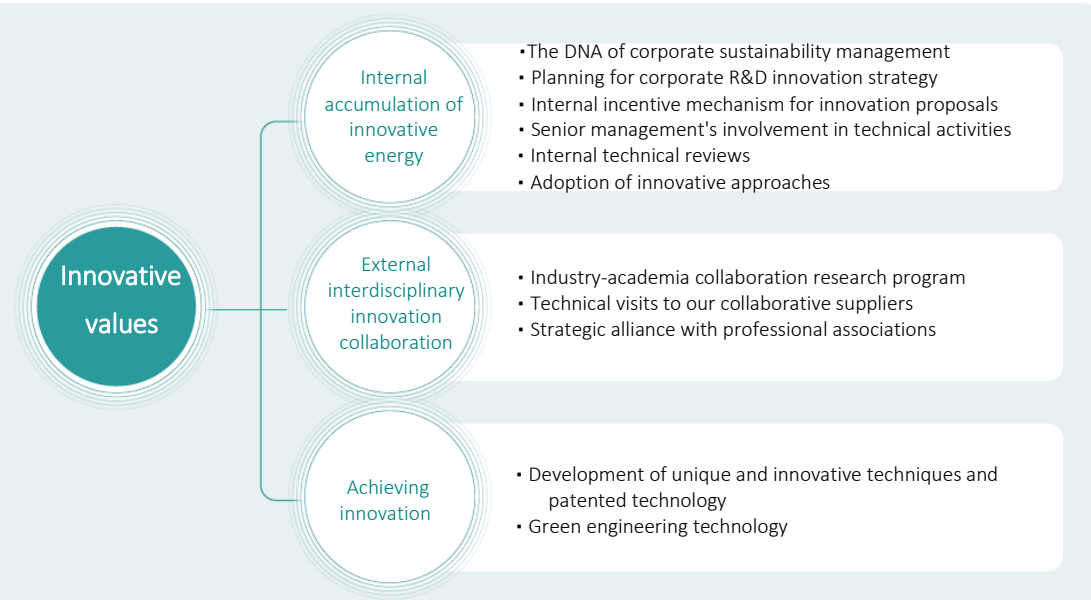 Innovative
values
Internal
accumulation of
innovative
energy
▪The DNA of corporate sustainability management
▪ Planning for corporate R&D innovation strategy
▪ Internal incentive mechanism for innovation proposals
▪ Senior management's involvement in technical activities
▪ Internal technical reviews
▪ Adoption of innovative approaches
External
interdisciplinary
innovation
collaboration
▪ Industry-academia collaboration research program
▪ Technical visits to our collaborative suppliers
▪ Strategic alliance with professional associations
Achieving
innovation
▪ Development of unique and innovative techniques and
patented technology
▪ Green engineering technology